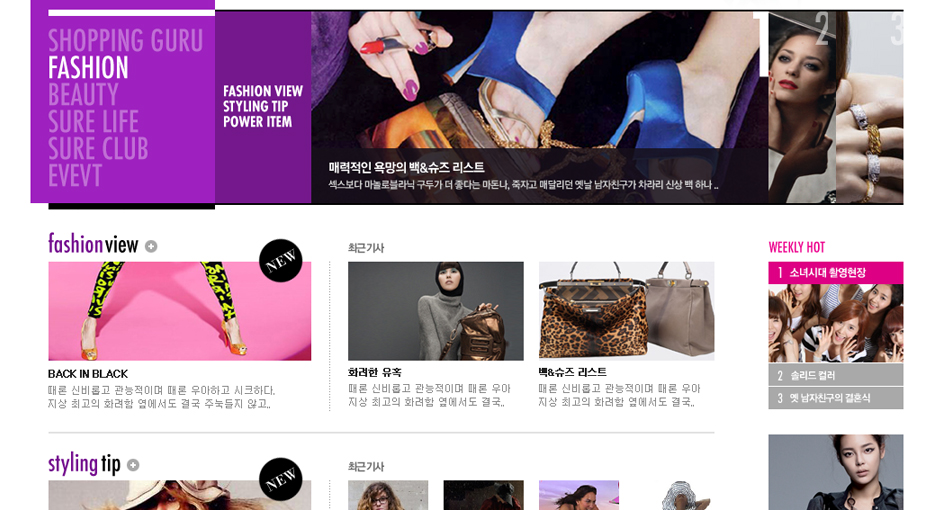 SHOPPING GURU
FASHION
BEAUTY
SURE LIFE
SURE CLUB
EVEVT
FASHION VIEW
STYLING TIP
POWER ITEM
매력적인 욕망의 백&슈즈 리스트
섹스보다 마놀로블라닉 구두가 더 좋다는 마돈나, 죽자고 매달리던 옛날 남자친구가 차라리 신상 백 하나 ..
2
3
fashion view
NEW
BACK IN BLACK
때론 신비롭고 관능적이며 때론 우아하고 시크하다.
지상 최고의 화려함 앞에서도 결국 주눅들지 않고..
최근기사
화려한 유혹
때론 신비롭고 관능적이며 때론 우아
지상 최고의 화려함 앞에서도 결국..
백&슈즈 리스트
때론 신비롭고 관능적이며 때론 우아
지상 최고의 화려함 앞에서도 결국..
WEEKLY HOT
1 소녀시대 촬영현장
2 솔리드 컬러
3 옛 남자친구의 결혼식
styling tip
NEW
최근기사